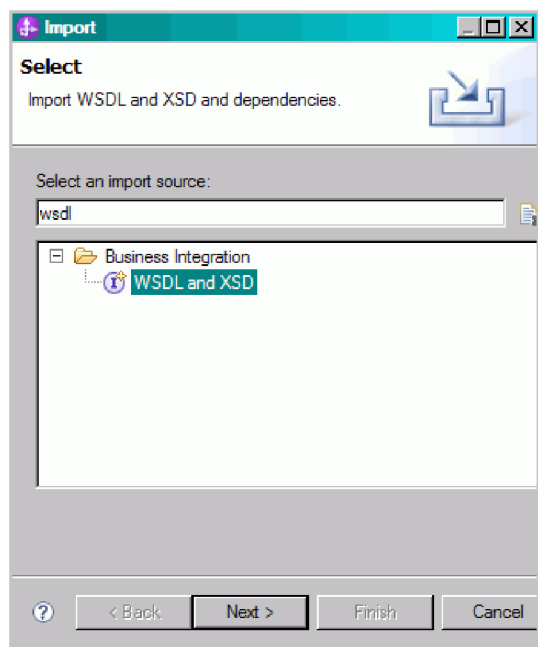 Import
Select
Import WSDL and XSD and dependencies.
Select an import source:
wsdl
Business Integration
WSDL and XSD
< Back Next > Finish Cancel